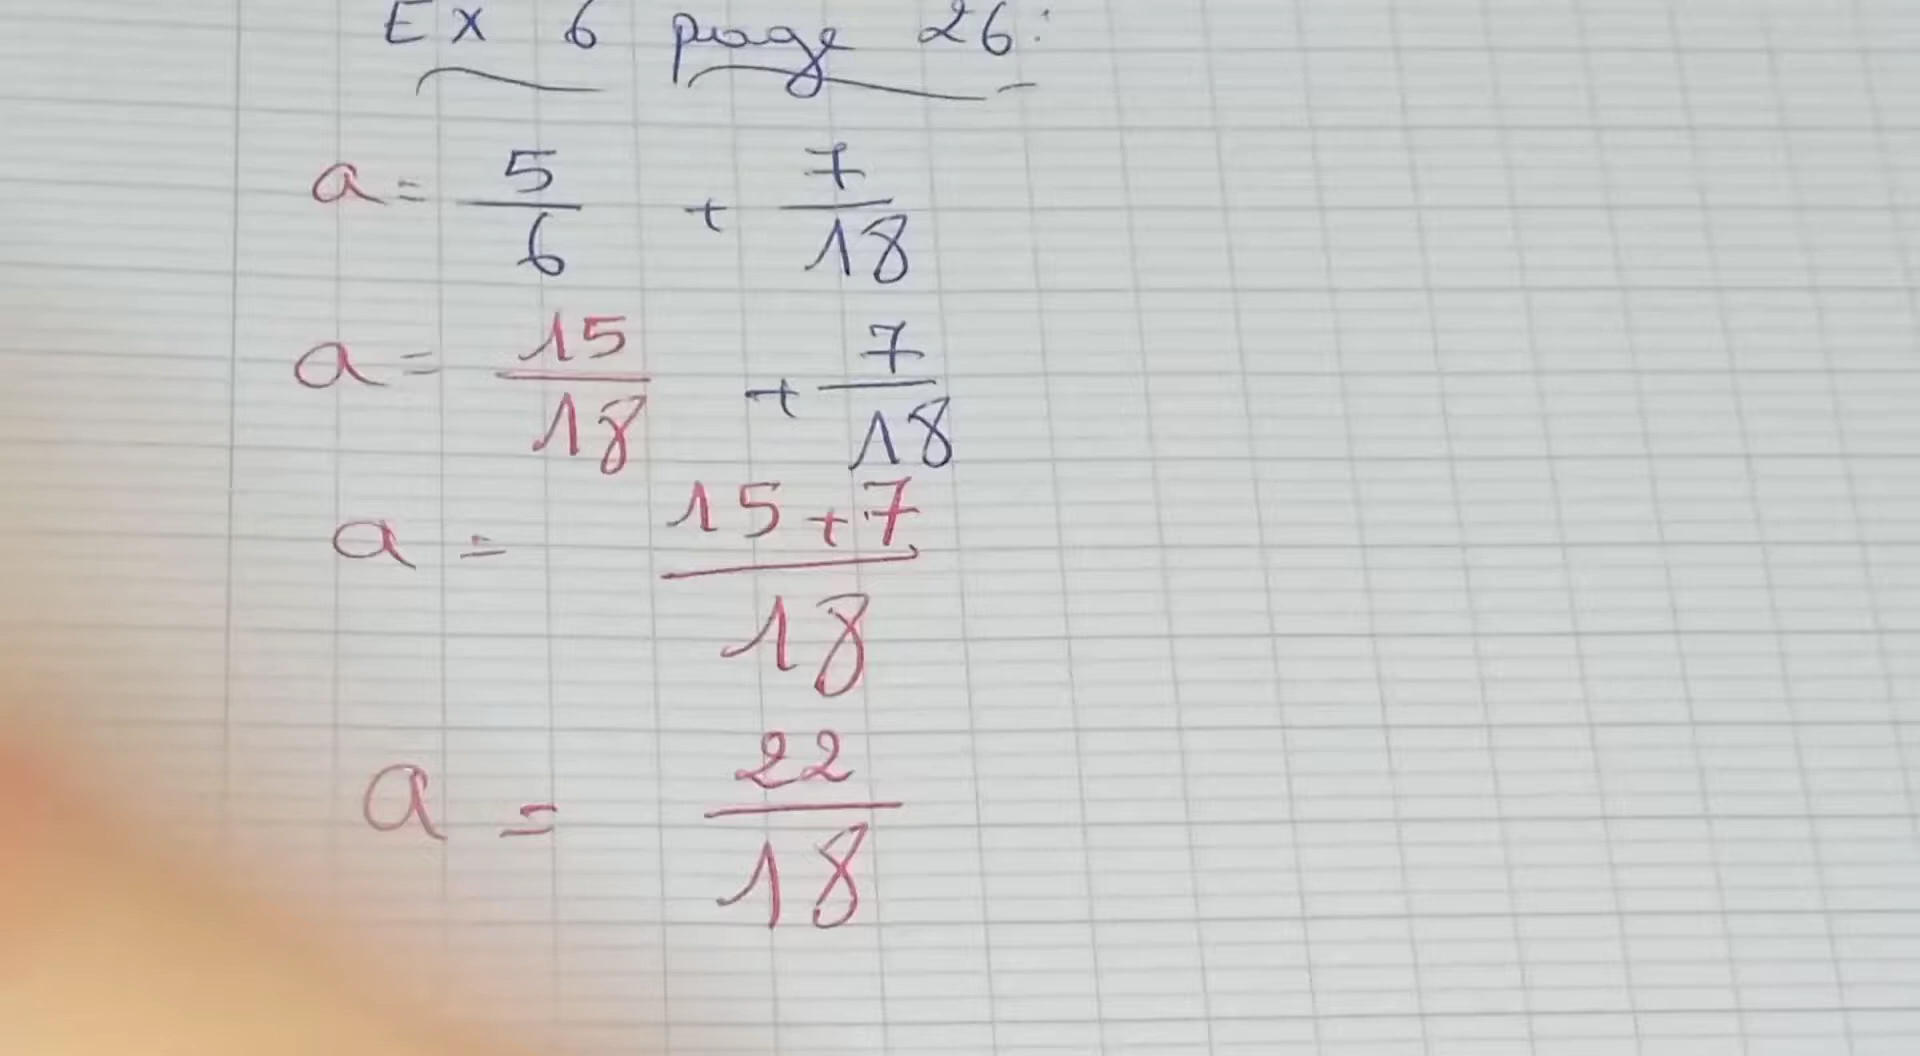 Ex 6 page 26:
a = 5/6 + 7/18
a = 15/18 + 7/18
a = (15+7)/18
a = 22/18